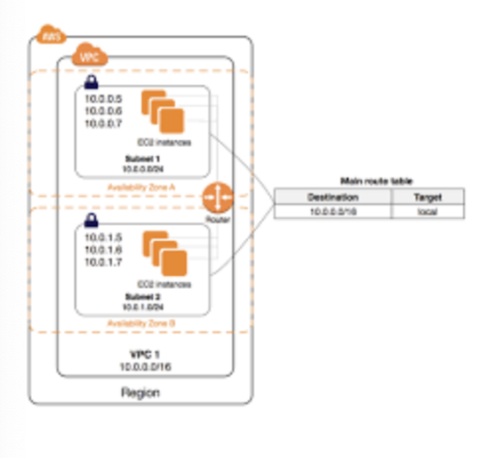 AWS
VPC
10.0.0.5
10.0.0.6
10.0.0.7
EC2 instances
Subnet 1
10.0.0.0/24
Availability Zone A
Router
10.0.1.5
10.0.1.6
10.0.1.7
EC2 instances
Subnet 2
10.0.1.0/24
Availability Zone B
VPC 1
10.0.0.0/16
Region
Main route table
Destination Target
10.0.0.0/16 local